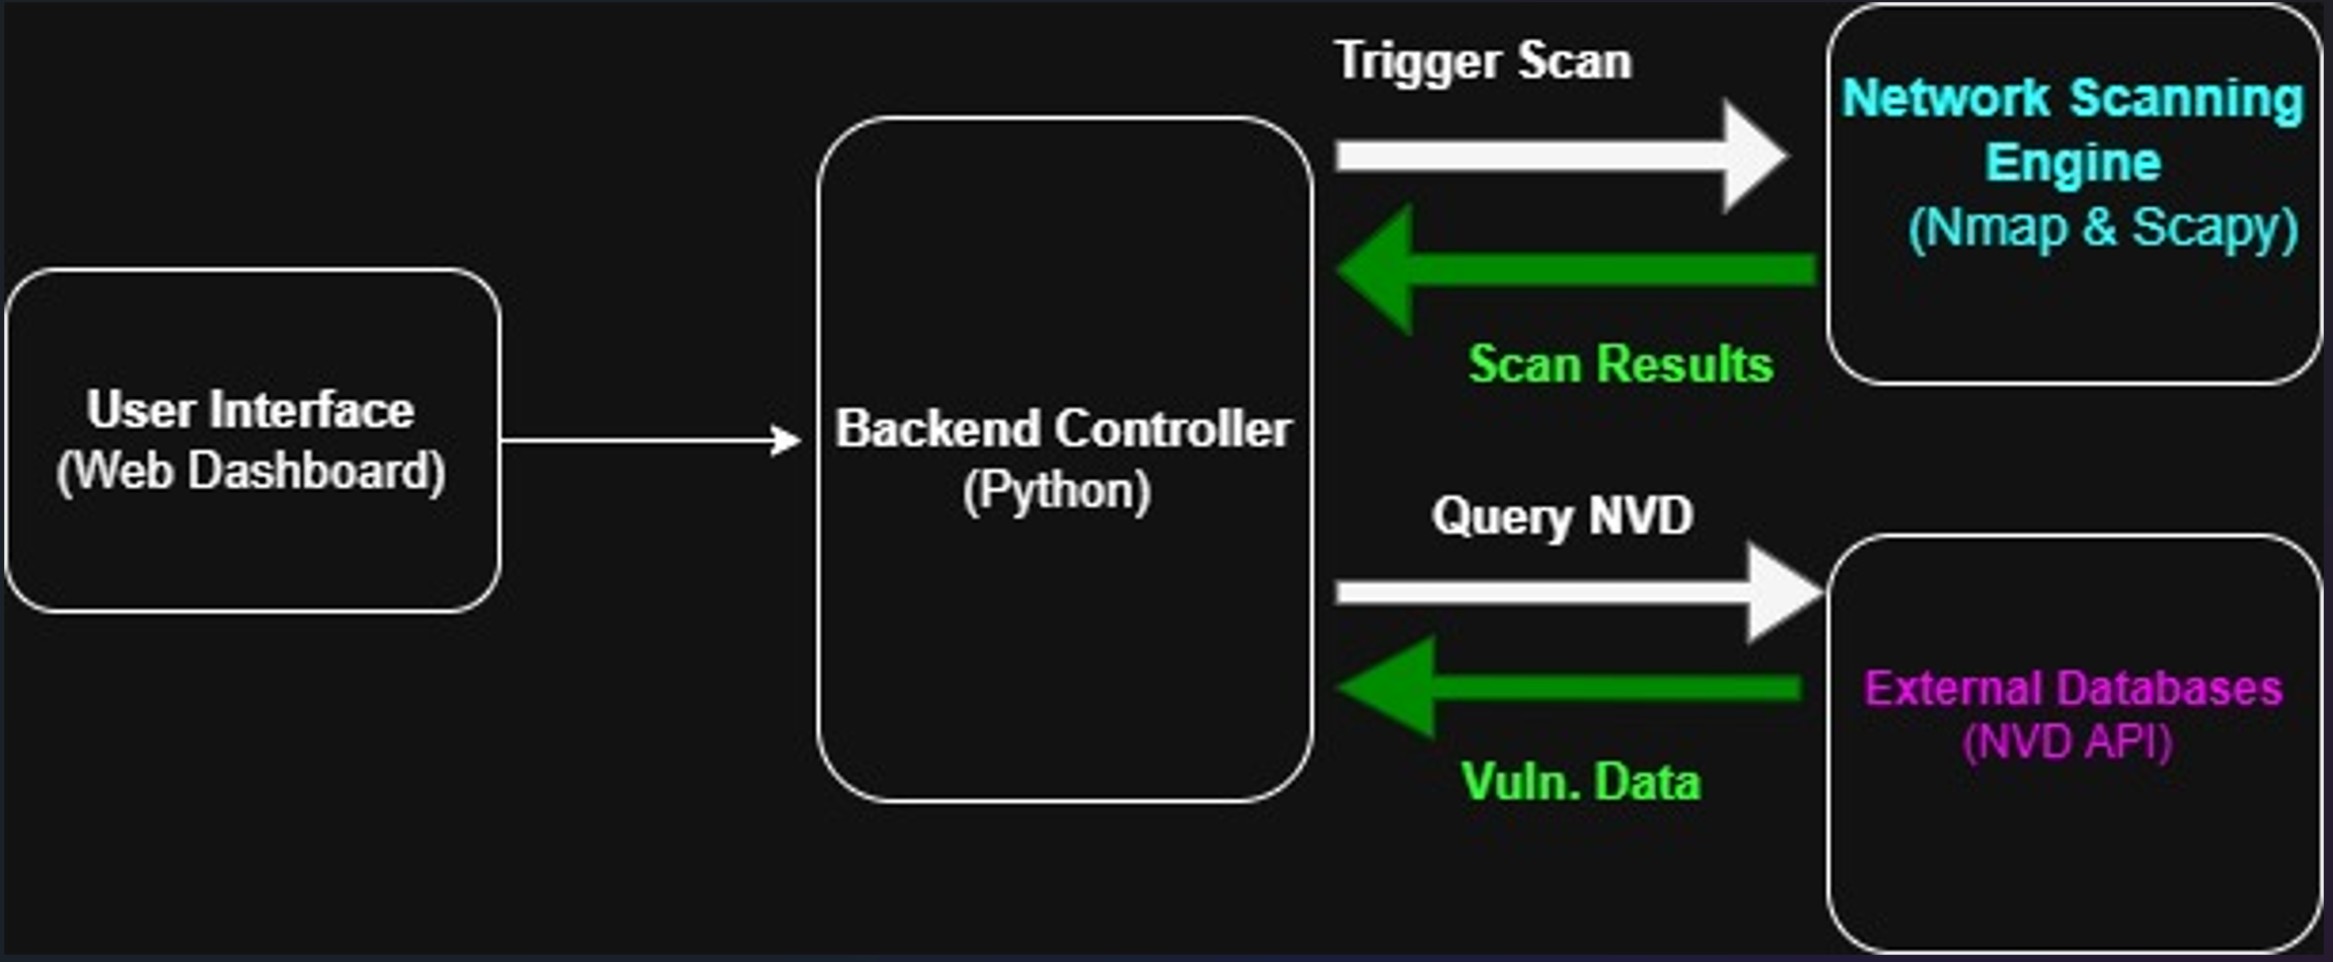 User Interface
(Web Dashboard)
Backend Controller
(Python)
Trigger Scan
Scan Results
Network Scanning
Engine
(Nmap & Scapy)
Query NVD
Vuln. Data
External Databases
(NVD API)